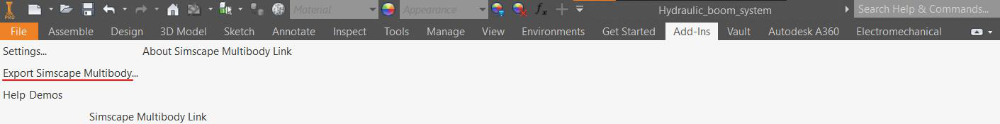 PRO Material Appearance fx Hydraulic_boom_system Search Help & Commands...
File Assemble Design 3D Model Sketch Annotate Inspect Tools Manage View Environments Get Started Add-Ins Vault Autodesk A360 Electromechanical
Settings... About Simscape Multibody Link
Export Simscape Multibody...
Help Demos
Simscape Multibody Link